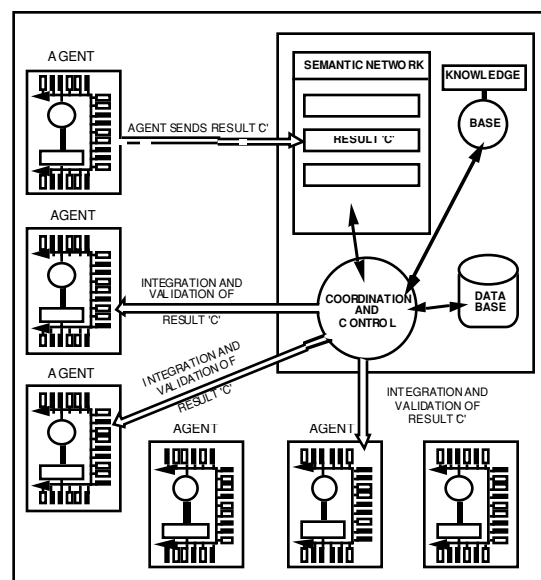 AGENT
SEMANTIC NETWORK
KNOWLEDGE
BASE
AGENT SENDS RESULT C'
RESULT 'C'
AGENT
INTEGRATION AND
VALIDATION OF
RESULT 'C'
COORDINATION
AND
CONTROL
DATA
BASE
AGENT
INTEGRATION AND
VALIDATION OF
RESULT 'C'
INTEGRATION AND
VALIDATION OF
RESULT C'
AGENT
AGENT